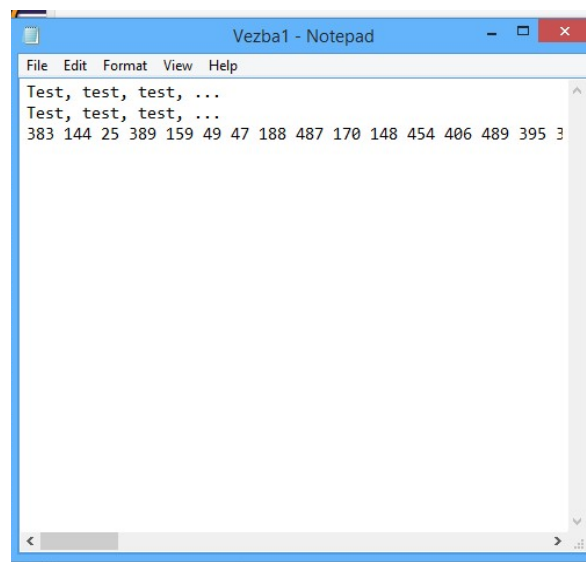 Vezba1 - Notepad
File Edit Format View Help
Test, test, test, ...
Test, test, test, ...
383 144 25 389 159 49 47 188 487 170 148 454 406 489 395